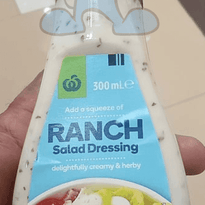 300 ml e
Add a squeeze of
RANCH
Salad Dressing
delightfully creamy & herby